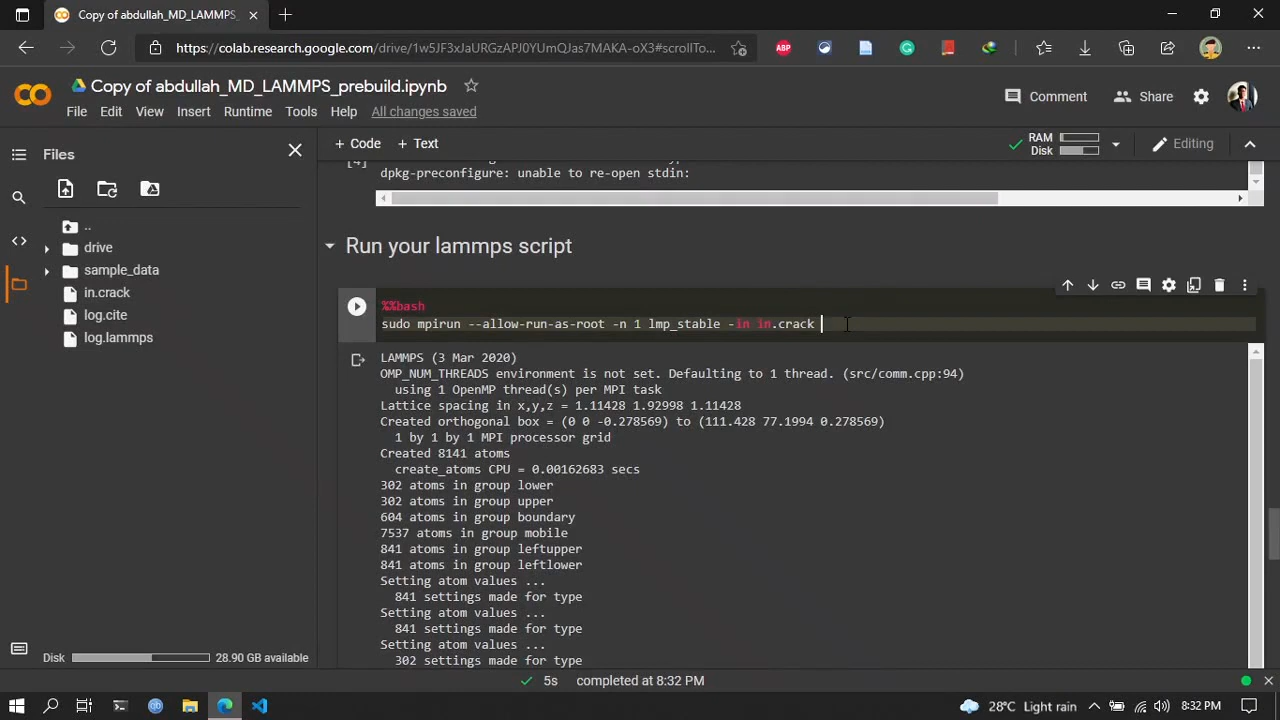 Copy of abdullah_MD_LAMMPS_
https://colab.research.google.com/drive/1w5JF3xJaURGzAPJ0YUmQJas7MAKA-oX3#scrollTo...
ABP
Copy of abdullah_MD_LAMMPS_prebuild.ipynb
File Edit View Insert Runtime Tools Help All changes saved
Comment
Share
Files
+ Code + Text
RAM
Disk
Editing
[4]
dpkg-preconfigure: unable to re-open stdin:
..
drive
sample_data
in.crack
log.cite
log.lammps
Run your lammps script
%%bash
sudo mpirun --allow-run-as-root -n 1 lmp_stable -in in.crack
LAMMPS (3 Mar 2020)
OMP_NUM_THREADS environment is not set. Defaulting to 1 thread. (src/comm.cpp:94)
using 1 OpenMP thread(s) per MPI task
Lattice spacing in x,y,z = 1.11428 1.92998 1.11428
Created orthogonal box = (0 0 -0.278569) to (111.428 77.1994 0.278569)
1 by 1 by 1 MPI processor grid
Created 8141 atoms
create_atoms CPU = 0.00162683 secs
302 atoms in group lower
302 atoms in group upper
604 atoms in group boundary
7537 atoms in group mobile
841 atoms in group leftupper
841 atoms in group leftlower
Setting atom values ...
841 settings made for type
Setting atom values ...
841 settings made for type
Setting atom values ...
302 settings made for type
Disk 28.90 GB available
5s completed at 8:32 PM
28°C Light rain
8:32 PM